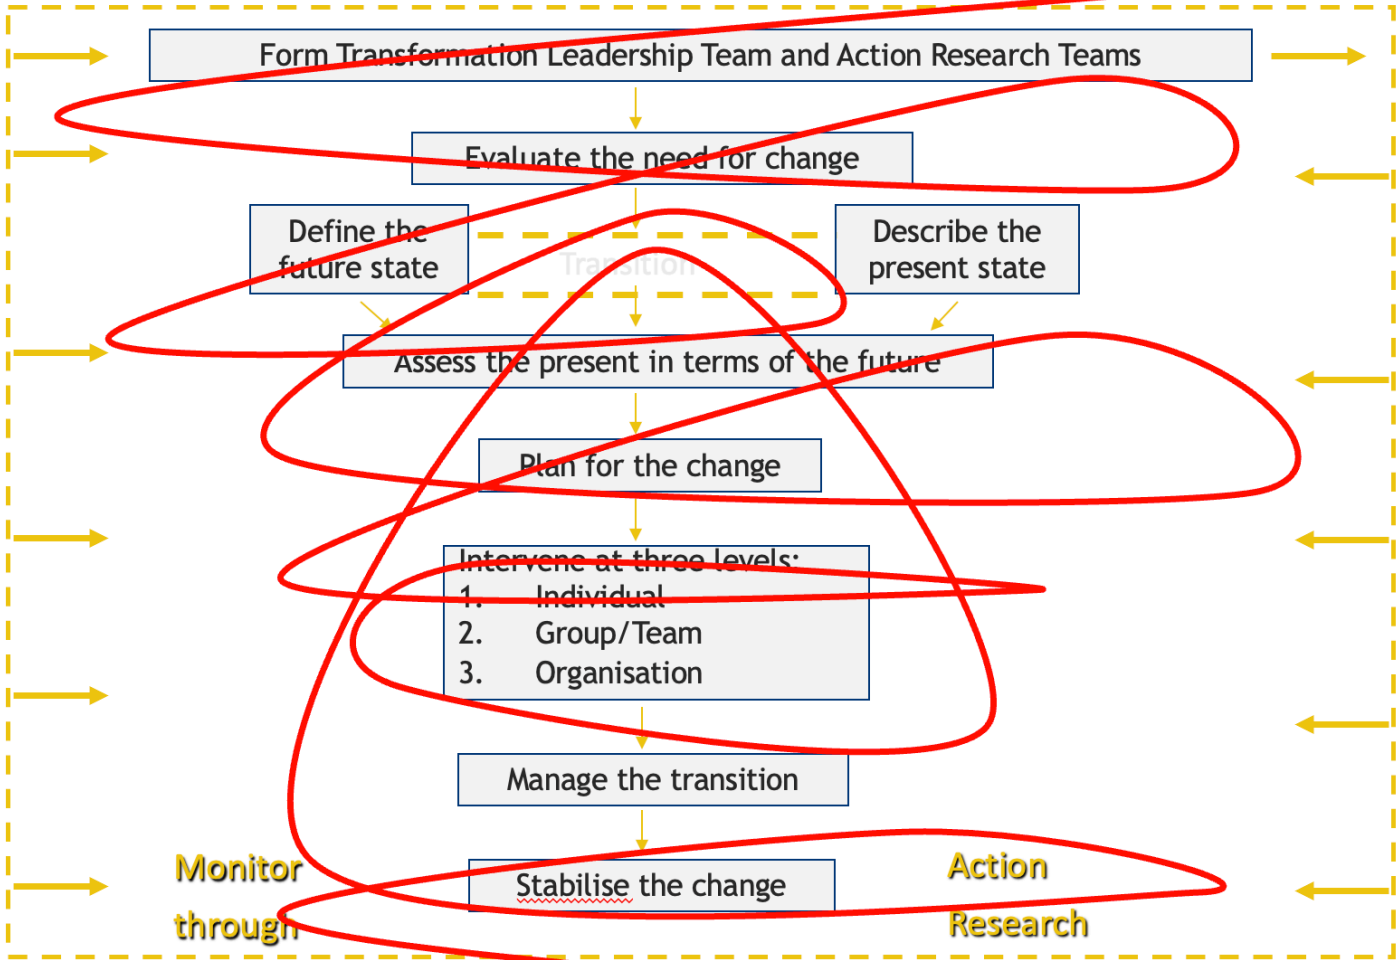 Form Transformation Leadership Team and Action Research Teams
Evaluate the need for change
Define the
future state
Transition
Describe the
present state
Assess the present in terms of the future
Plan for the change
Intervene at three levels:
1. Individual
2. Group/Team
3. Organisation
Manage the transition
Stabilise the change
Monitor
through
Action
Research